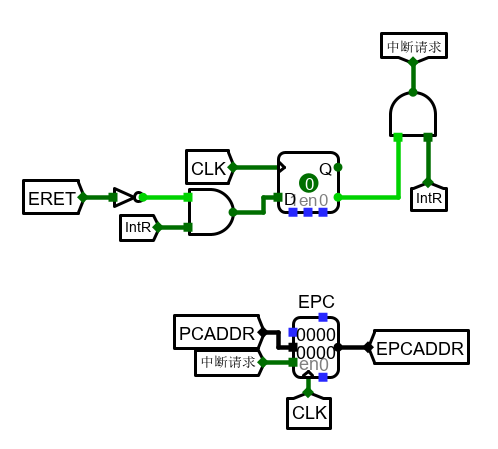 中断请求
CLK
Q
0
ERET
D
1en0
IntR
IntR
EPC
PCADDR
0000
0000
EPCADDR
中断请求
en0
CLK